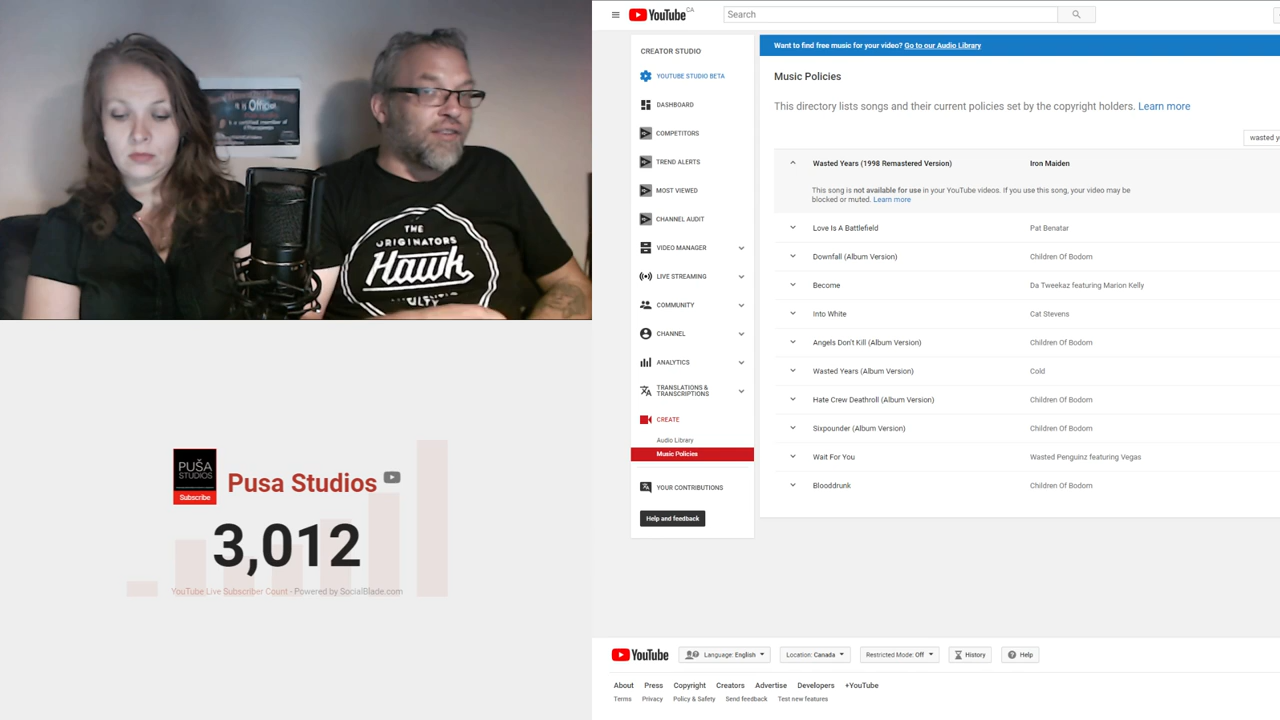 q is Official
THE
ORIGINATORS
Hawk
PUŠA
STUDIOS
Subscribe
Pusa Studios
3,012
YouTube Live Subscriber Count - Powered by SocialBlade.com
YouTube CA
Search
CREATOR STUDIO
YOUTUBE STUDIO BETA
DASHBOARD
COMPETITORS
TREND ALERTS
MOST VIEWED
CHANNEL AUDIT
VIDEO MANAGER
LIVE STREAMING
COMMUNITY
CHANNEL
ANALYTICS
TRANSLATIONS &
TRANSCRIPTIONS
CREATE
Audio Library
Music Policies
YOUR CONTRIBUTIONS
Help and feedback
Want to find free music for your video? Go to our Audio Library
Music Policies
This directory lists songs and their current policies set by the copyright holders. Learn more
wasted y
Wasted Years (1998 Remastered Version) Iron Maiden
This song is not available for use in your YouTube videos. If you use this song, your video may be
blocked or muted. Learn more
Love Is A Battlefield Pat Benatar
Downfall (Album Version) Children Of Bodom
Become Da Tweekaz featuring Marion Kelly
Into White Cat Stevens
Angels Don't Kill (Album Version) Children Of Bodom
Wasted Years (Album Version) Cold
Hate Crew Deathroll (Album Version) Children Of Bodom
Sixpounder (Album Version) Children Of Bodom
Wait For You Wasted Penguinz featuring Vegas
Blooddrunk Children Of Bodom
YouTube Language: English Location: Canada Restricted Mode: Off History Help
About Press Copyright Creators Advertise Developers +YouTube
Terms Privacy Policy & Safety Send feedback Test new features